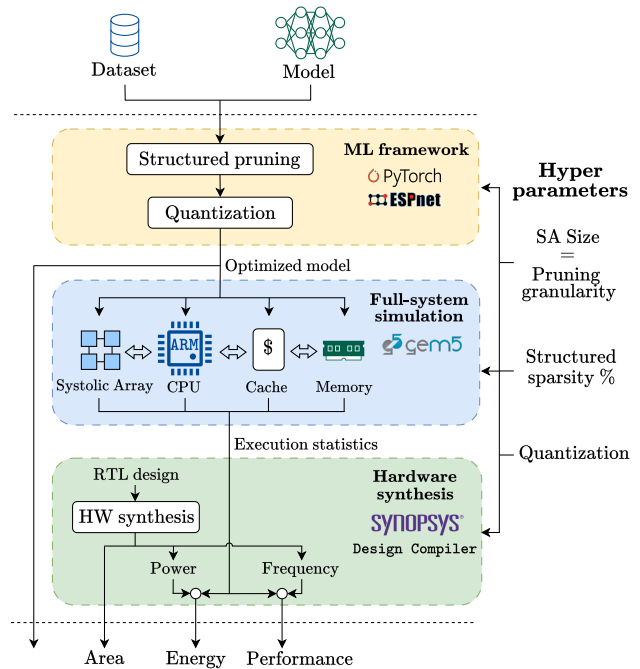 Dataset
Model
Structured pruning
Quantization
ML framework
PyTorch
ESPnet
Hyper
parameters
SA Size
=
Pruning
granularity
Structured
sparsity %
Quantization
Optimized model
Full-system
simulation
gem5
ARM
$
Systolic Array
CPU
Cache
Memory
Execution statistics
RTL design
HW synthesis
Hardware
synthesis
SYNOPSYS®
Design Compiler
Power
Frequency
Area
Energy
Performance